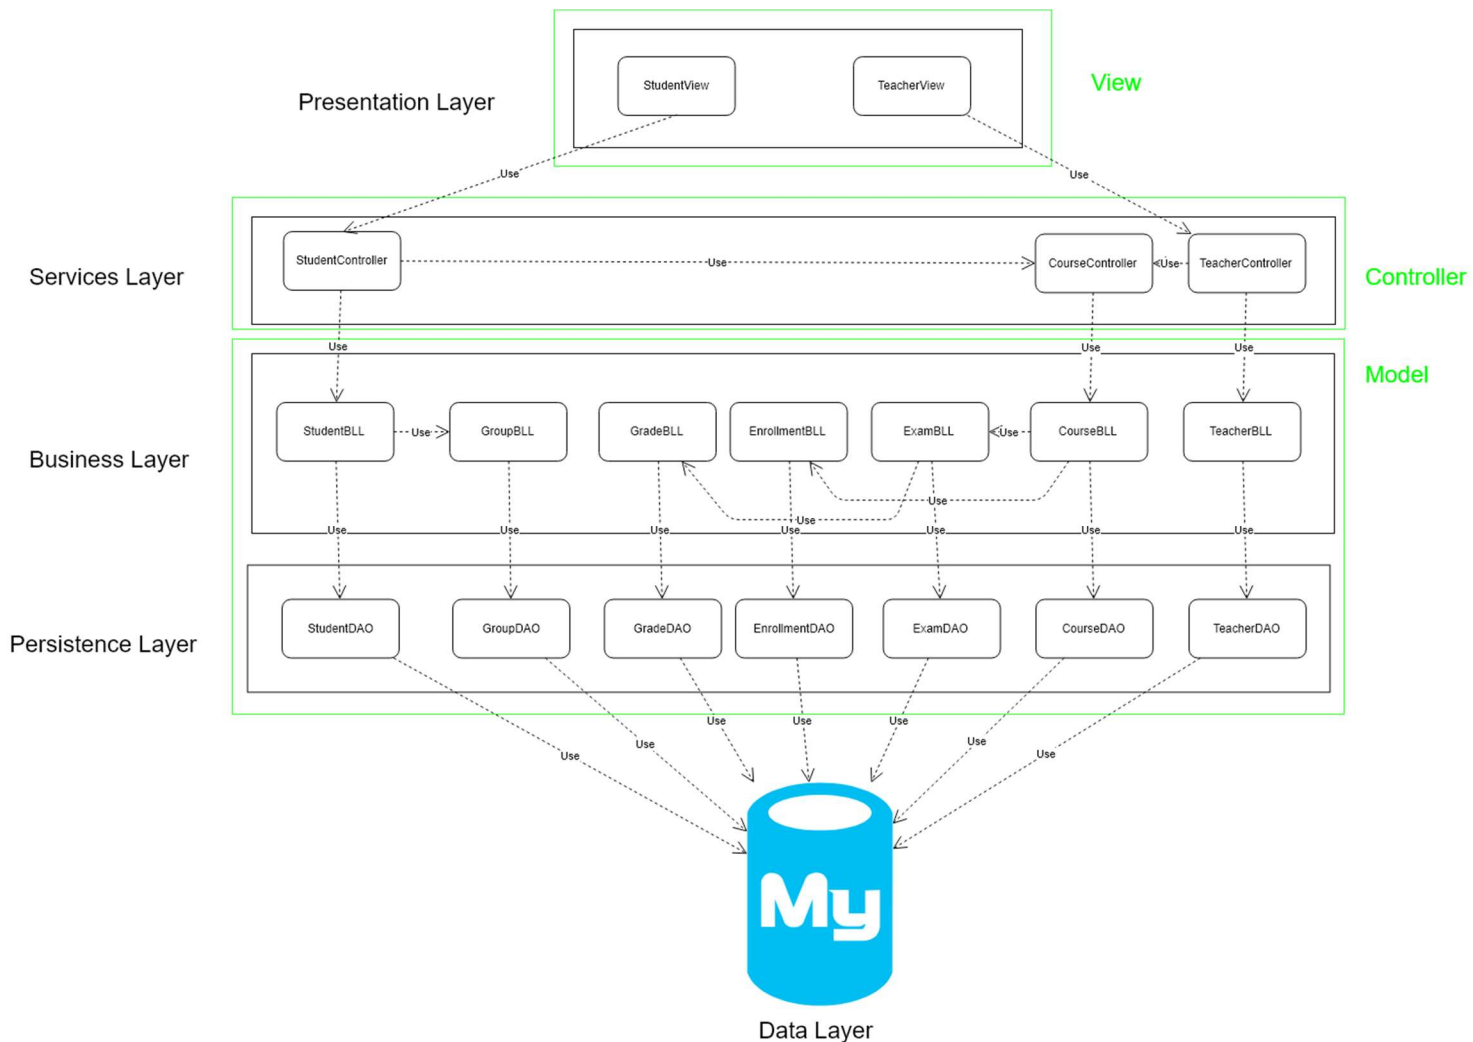 StudentView
TeacherView
View
Presentation Layer
Use
Use
StudentController
Use
CourseController
Use
TeacherController
Services Layer
Controller
Use
Use
Use
Model
StudentBLL
Use
GroupBLL
GradeBLL
EnrollmentBLL
ExamBLL
Use
CourseBLL
TeacherBLL
Business Layer
Use
Use
Use
Use
Use
Use
Use
Use
Use
StudentDAO
GroupDAO
GradeDAO
EnrollmentDAO
ExamDAO
CourseDAO
TeacherDAO
Persistence Layer
Use
Use
Use
Use
Use
Use
Use
My
Data Layer